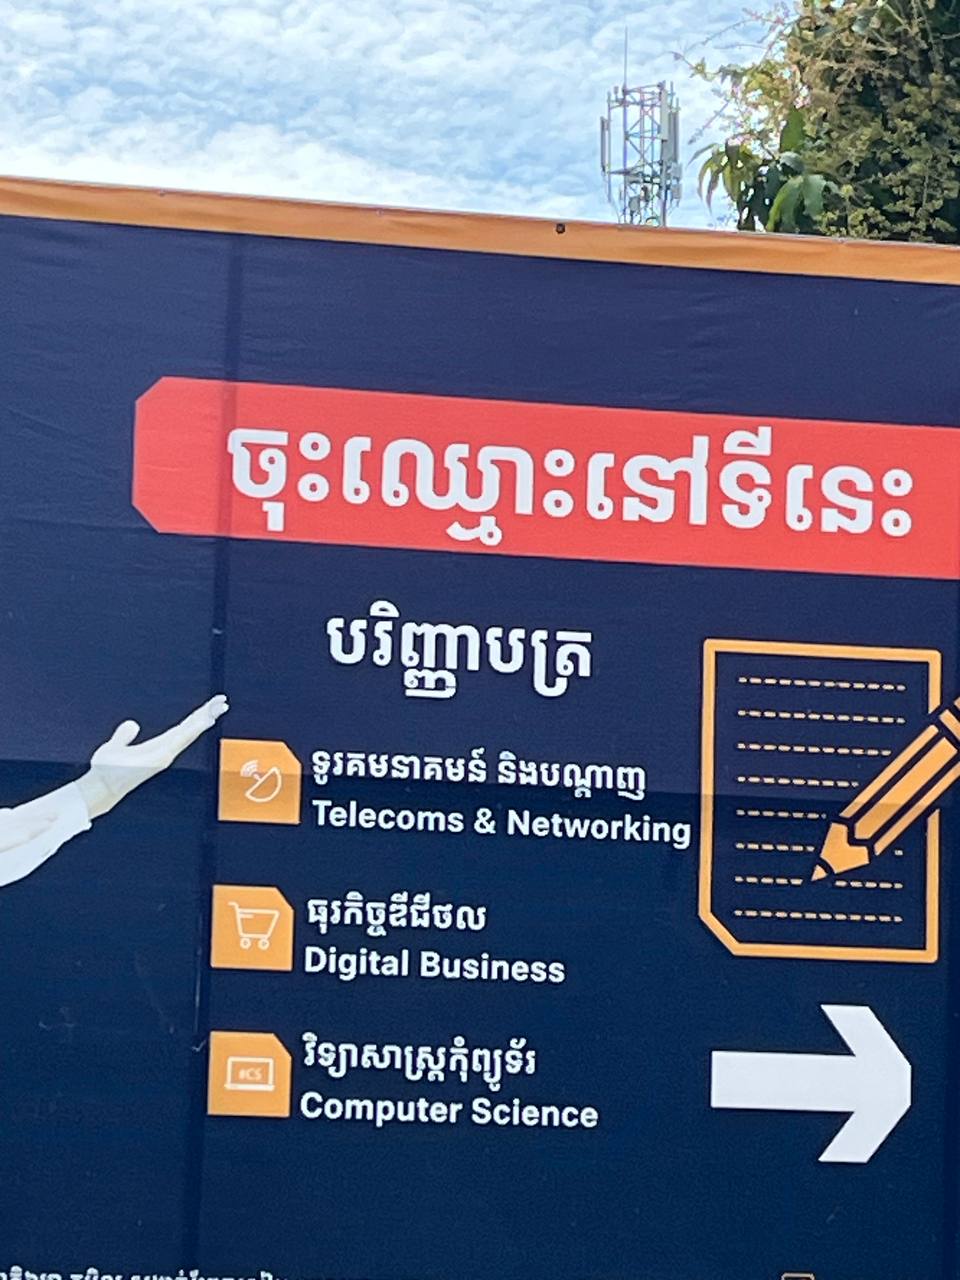 ចុះឈ្មោះនៅទីនេះ
បរិញ្ញាបត្រ
ទូរគមនាគមន៍ និងបណ្តាញ
Telecoms & Networking
ធុរកិច្ចឌីជីថល
Digital Business
#CS
វិទ្យាសាស្ត្រកុំព្យូទ័រ
Computer Science